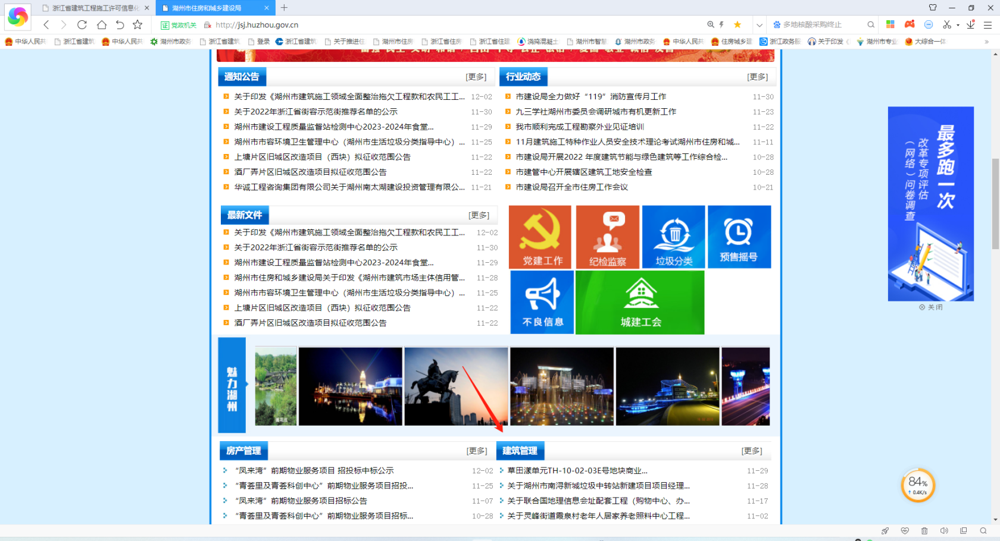 浙江省建筑工程施工许可信息化
湖州市住房和城乡建设局
证 党政机关 http://jsj.huzhou.gov.cn
多地核酸采购终止
中华人民共 浙江省建筑 中华人民共 湖州市政务 浙江省建筑 登录 浙江省建筑 关于推进住 湖州市住房 浙江省住房 浙江省住建 浇捣混凝土 湖州市智慧 湖州市政务 中华人民共 住房城乡建 浙江政务服 关于印发《 湖州市专业 大综合一体
通知公告 [更多]
关于印发《湖州市建筑施工领域全面整治拖欠工程款和农民工工... 12-02
关于2022年浙江省街容示范街推荐名单的公示 11-30
湖州市建设工程质量监督站检测中心2023-2024年食堂... 11-29
湖州市市容环境卫生管理中心（湖州市生活垃圾分类指导中心）... 11-25
上塘片区旧城区改造项目（西块）拟征收范围公告 11-22
酒厂弄片区旧城区改造项目拟征收范围公告 11-22
华诚工程咨询集团有限公司关于湖州南太湖建设投资管理有限公... 11-21
行业动态 [更多]
市建设局全力做好“119”消防宣传月工作 11-30
九三学社湖州市委员会调研城市有机更新工作 11-23
我市顺利完成工程勘察外业见证培训 11-22
11月建筑施工特种作业人员安全技术理论考试湖州市住房和城... 11-11
市建设局开展2022 年度建筑节能与绿色建筑等工作综合检... 10-28
市建管中心开展辖区建筑工地安全检查 10-28
市建设局召开全市住房工作会议 10-21
最新文件 [更多]
关于印发《湖州市建筑施工领域全面整治拖欠工程款和农民工工... 12-02
关于2022年浙江省街容示范街推荐名单的公示 11-30
湖州市建设工程质量监督站检测中心2023-2024年食堂... 11-29
湖州市住房和城乡建设局关于印发《湖州市建筑市场主体信用管... 11-28
湖州市市容环境卫生管理中心（湖州市生活垃圾分类指导中心）... 11-25
上塘片区旧城区改造项目（西块）拟征收范围公告 11-22
酒厂弄片区旧城区改造项目拟征收范围公告 11-22
党建工作
纪检监察
垃圾分类
预售摇号
不良信息
城建工会
最多跑一次
改革专项评估
（网络）问卷调查
关闭
魅力湖州
房产管理 [更多]
“凤来湾”前期物业服务项目 招投标中标公示 12-02
“青荟里及青荟科创中心”前期物业服务项目招投... 11-25
“凤来湾”前期物业服务项目招标公告 11-07
“青荟里及青荟科创中心”前期物业服务项目招标... 10-28
建筑管理 [更多]
草田漾单元TH-10-02-03E号地块商业... 11-29
关于湖州市南浔新城垃圾中转站新建项目项目经理... 11-28
关于联合国地理信息会址配套工程（购物中心、办... 11-17
关于灵峰街道霞泉村老年人居家养老照料中心工程... 11-02
84%
↑ 0.4K/s